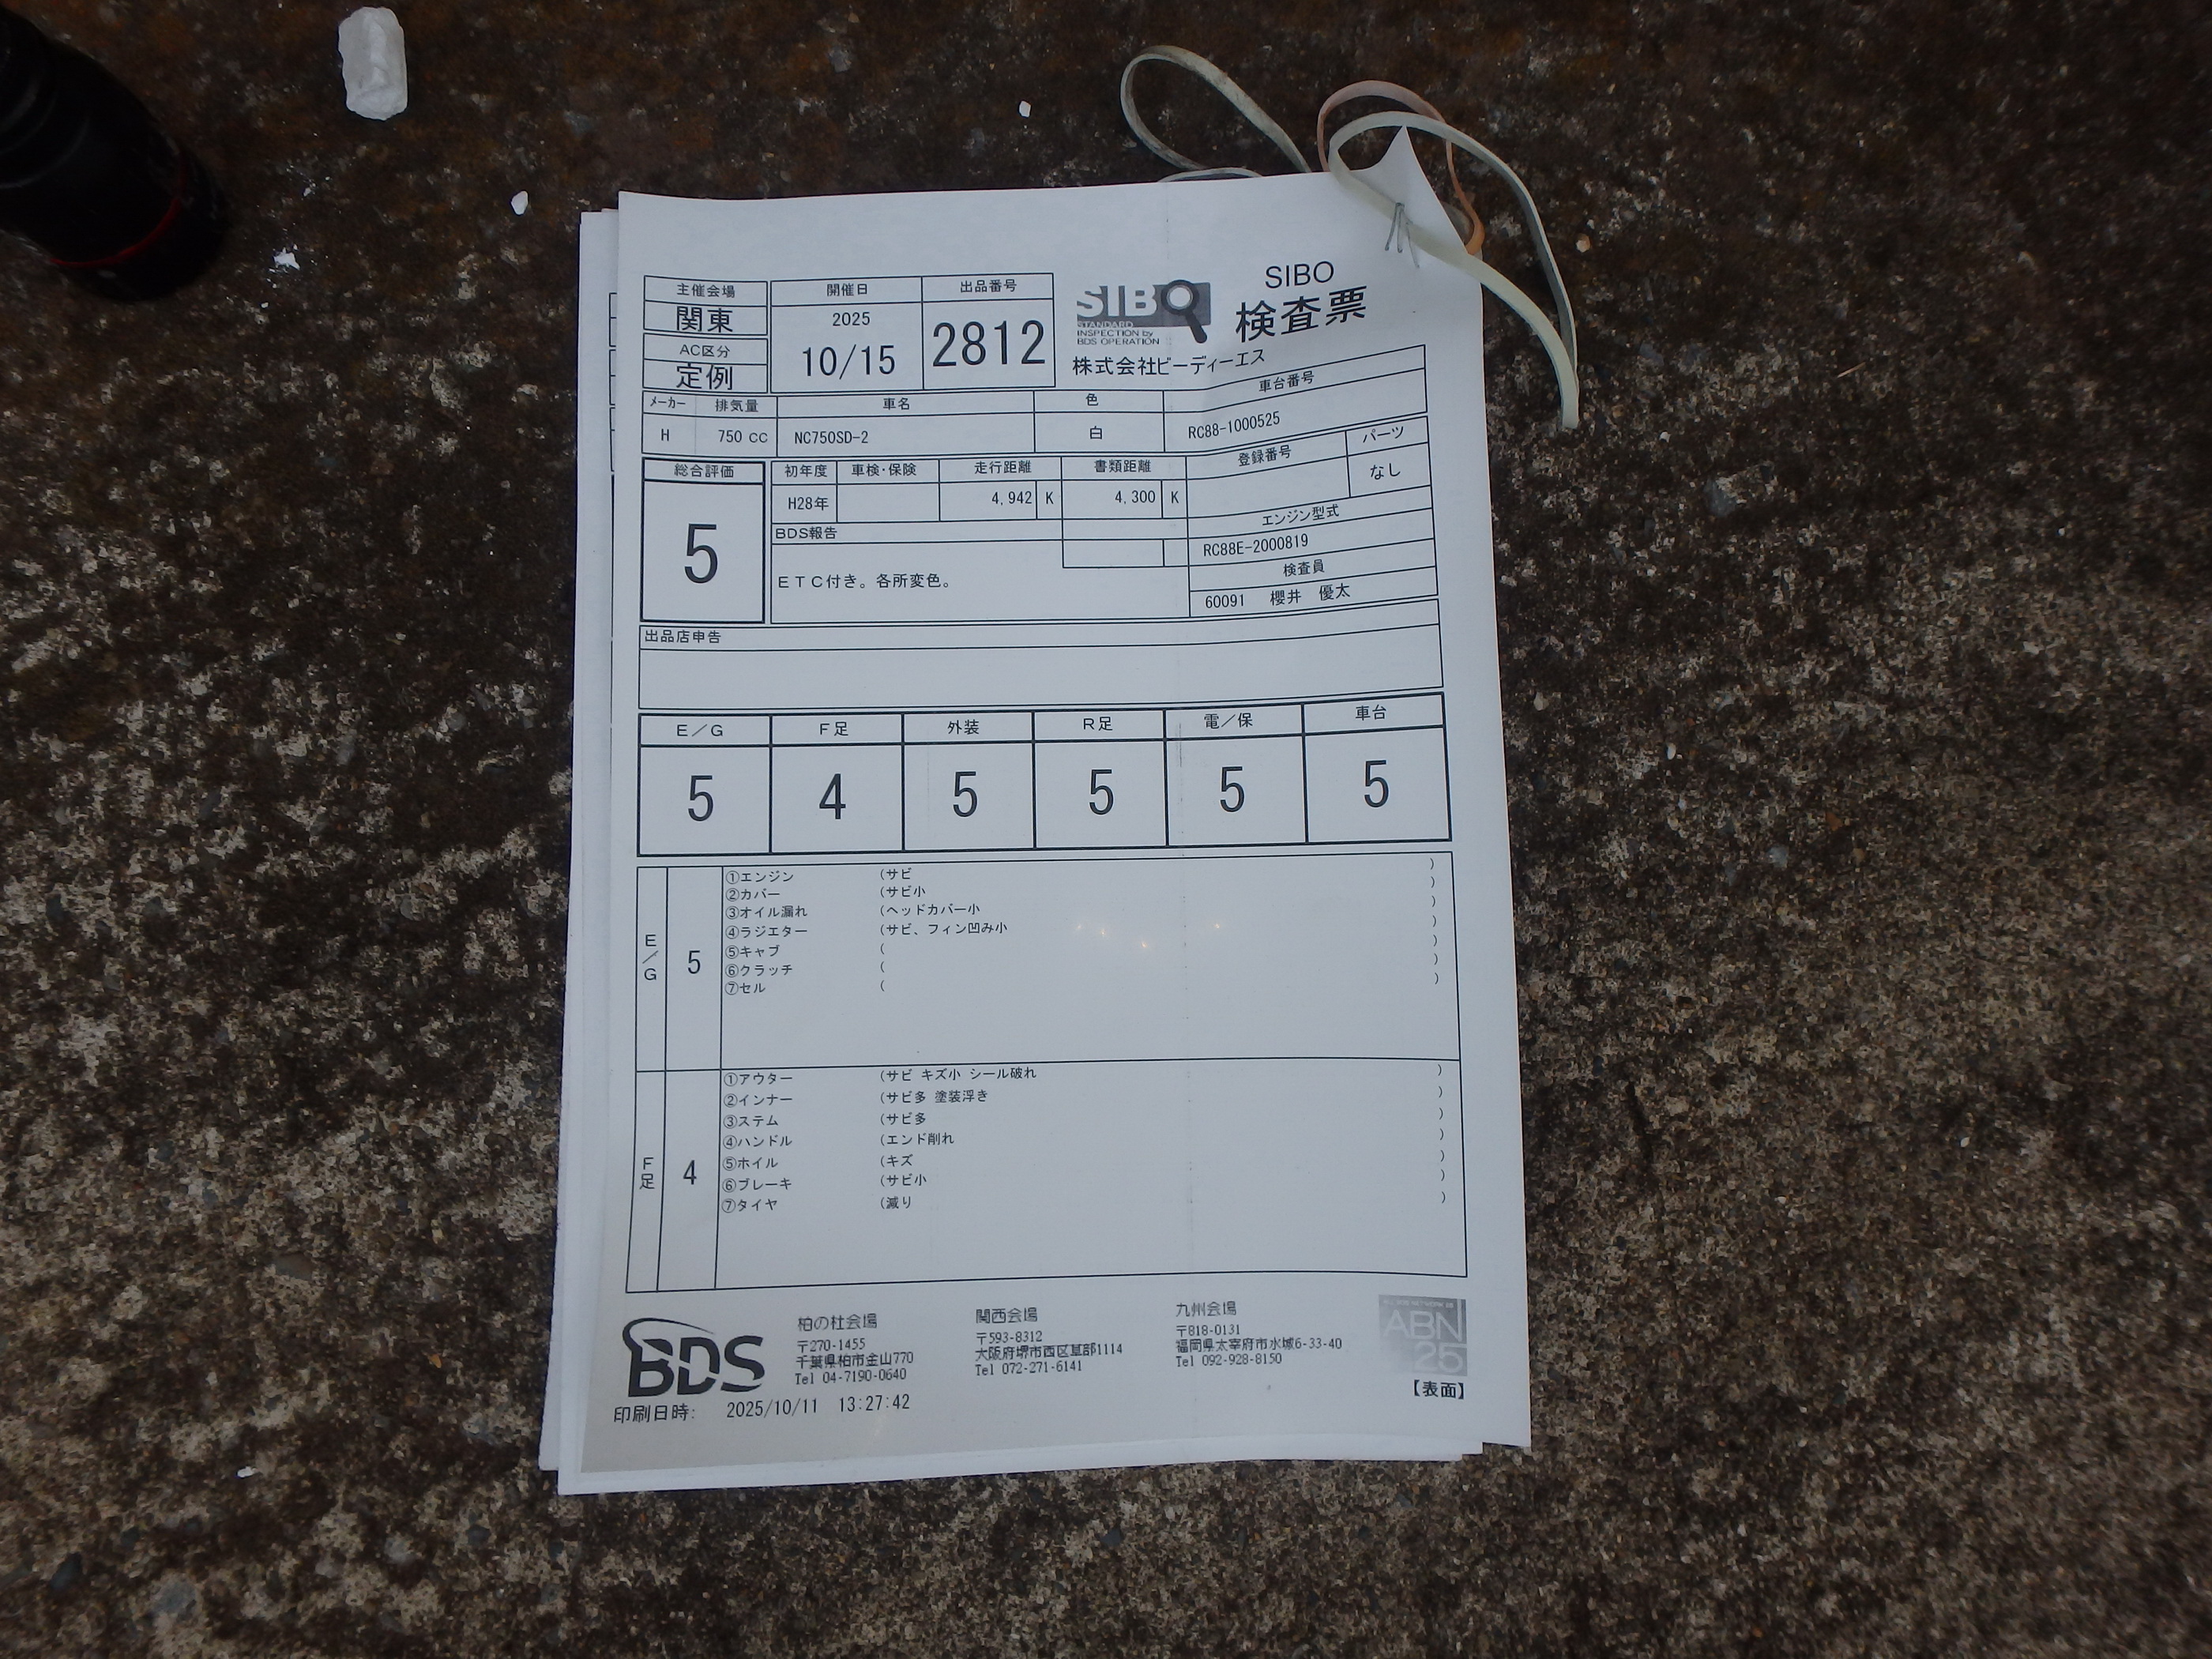 主催会場
関東
AC区分
定例
開催日
2025
10/15
出品番号
2812
SIBO
STANDARD
INSPECTION by
BDS OPERATION
SIBO
検査票
株式会社ビーディーエス
メーカー 排気量 車名 色 車台番号
H 750 CC NC750SD-2 白 RC88-1000525
総合評価
5
初年度 車検・保険 走行距離 書類距離 登録番号 パーツ
H28年 4,942 K 4,300 K なし
BDS報告
ETC付き。各所変色。
エンジン型式
RC88E-2000819
検査員
60091 櫻井 優太
出品店申告
E/G F足 外装 R足 電/保 車台
5 4 5 5 5 5
E/G 5
①エンジン (サビ )
②カバー (サビ小 )
③オイル漏れ (ヘッドカバー小 )
④ラジエター (サビ、フィン凹み小 )
⑤キャブ ( )
⑥クラッチ ( )
⑦セル ( )
F足 4
①アウター (サビ キズ小 シール破れ )
②インナー (サビ多 塗装浮き )
③ステム (サビ多 )
④ハンドル (エンド削れ )
⑤ホイル (キズ )
⑥ブレーキ (サビ小 )
⑦タイヤ (減り )
BDS
柏の杜会場
〒270-1455
千葉県柏市金山770
Tel 04-7190-0640
関西会場
〒593-8312
大阪府堺市西区草部1114
Tel 072-271-6141
九州会場
〒818-0131
福岡県太宰府市水城6-33-40
Tel 092-928-8150
ABN
25
【表面】
印刷日時: 2025/10/11 13:27:42